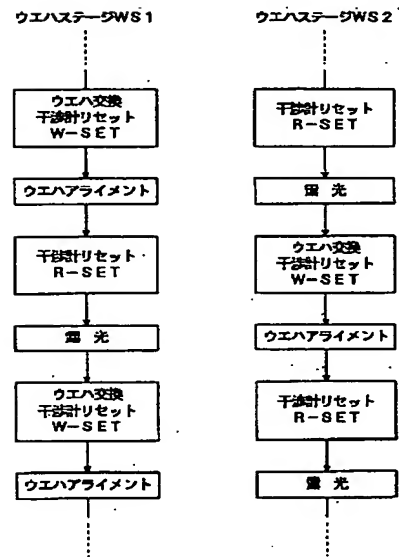 ウエハステージWS1
ウエハ交換
干渉計リセット
W-SET
ウエハアライメント
干渉計リセット
R-SET
露光
ウエハ交換
干渉計リセット
W-SET
ウエハアライメント
ウエハステージWS2
干渉計リセット
R-SET
露光
ウエハ交換
干渉計リセット
W-SET
ウエハアライメント
干渉計リセット
R-SET
露光